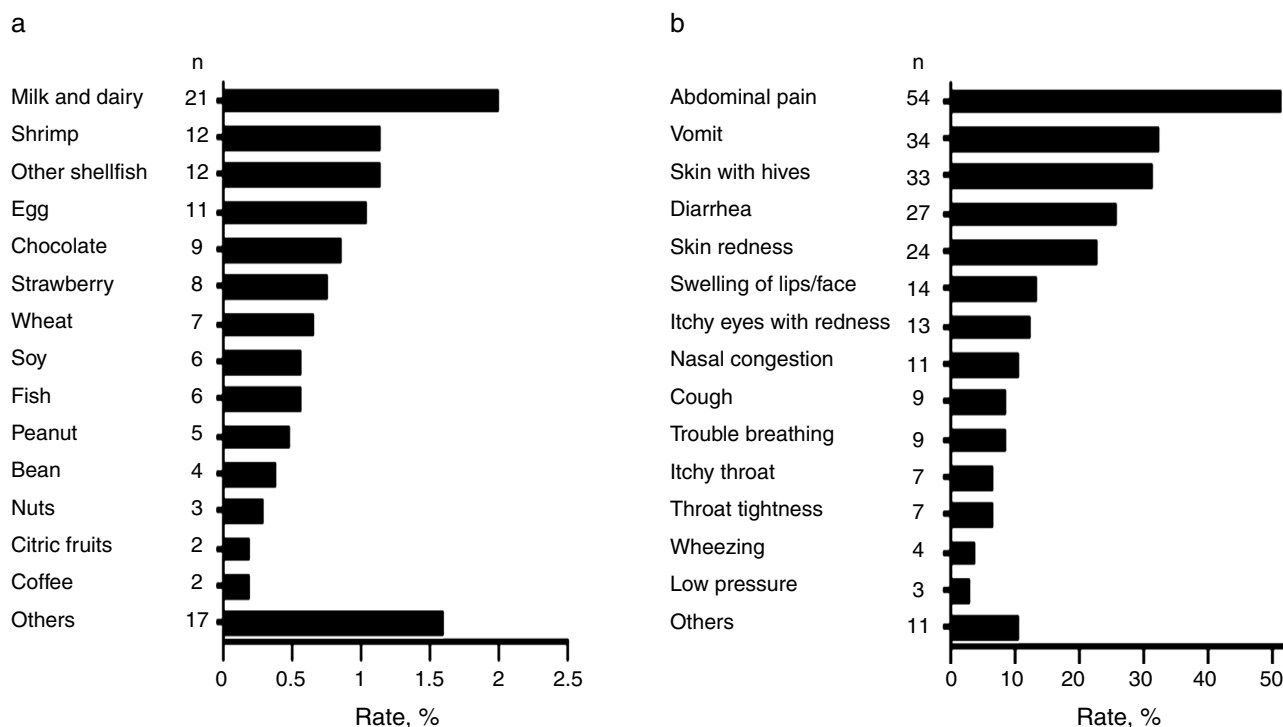 a
n
Milk and dairy 21
Shrimp 12
Other shellfish 12
Egg 11
Chocolate 9
Strawberry 8
Wheat 7
Soy 6
Fish 6
Peanut 5
Bean 4
Nuts 3
Citric fruits 2
Coffee 2
Others 17
0 0.5 1 1.5 2 2.5
Rate, %
b
n
Abdominal pain 54
Vomit 34
Skin with hives 33
Diarrhea 27
Skin redness 24
Swelling of lips/face 14
Itchy eyes with redness 13
Nasal congestion 11
Cough 9
Trouble breathing 9
Itchy throat 7
Throat tightness 7
Wheezing 4
Low pressure 3
Others 11
0 10 20 30 40 50
Rate, %